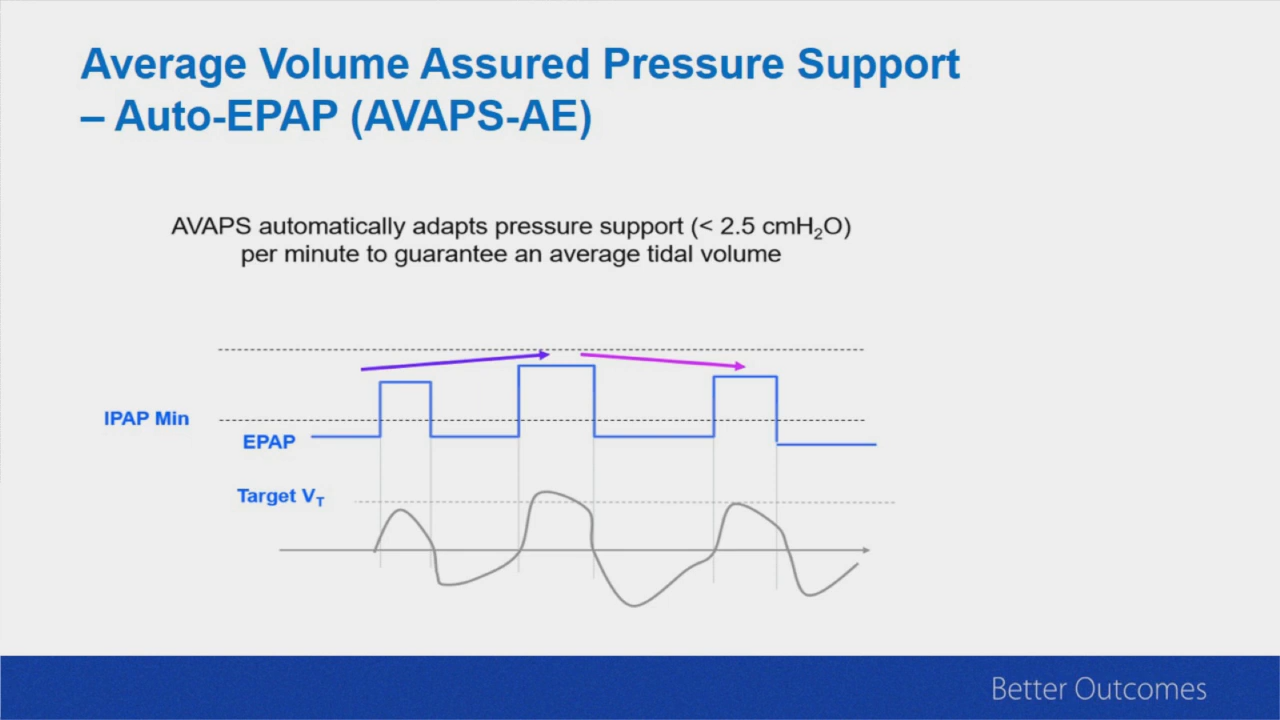 Average Volume Assured Pressure Support
– Auto-EPAP (AVAPS-AE)
AVAPS automatically adapts pressure support (< 2.5 cmH₂O)
per minute to guarantee an average tidal volume
IPAP Min
EPAP
Target V_T
Better Outcomes